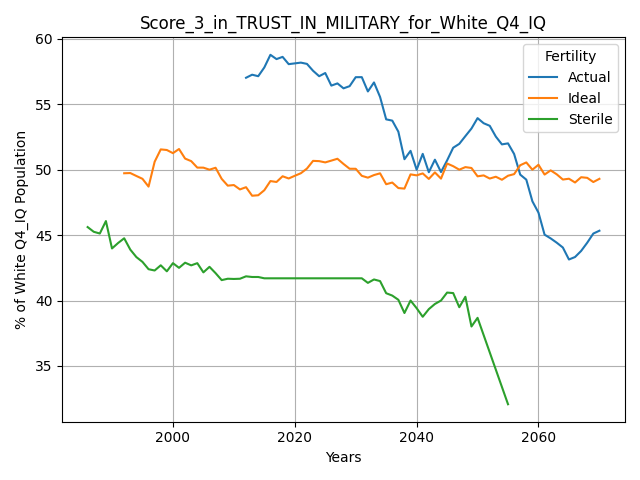 Score_3_in_TRUST_IN_MILITARY_for_White_Q4_IQ
Fertility
Actual
Ideal
Sterile
% of White Q4_IQ Population
60
55
50
45
40
35
2000
2020
2040
2060
Years